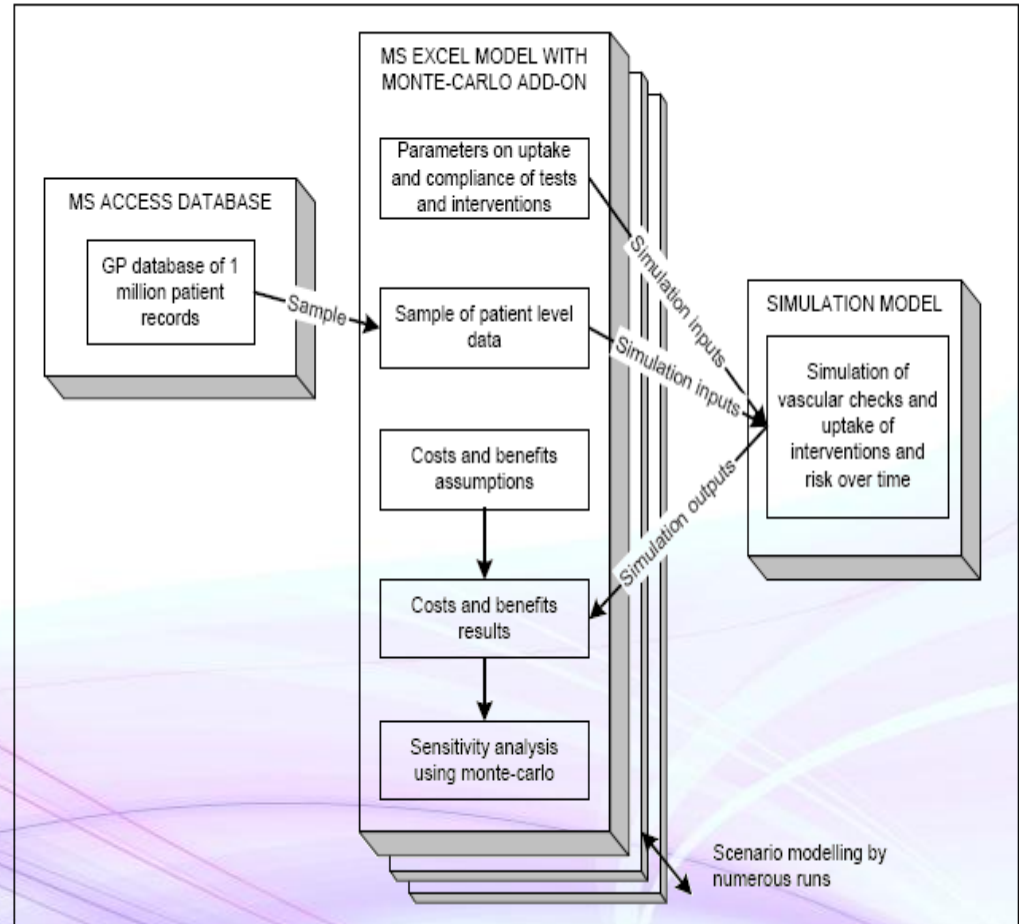 MS EXCEL MODEL WITH
MONTE-CARLO ADD-ON
Parameters on uptake
and compliance of tests
and interventions
MS ACCESS DATABASE
GP database of 1
million patient
records
Sample
Sample of patient level
data
Simulation inputs
Simulation inputs
SIMULATION MODEL
Simulation of
vascular checks and
uptake of
interventions and
risk over time
Costs and benefits
assumptions
Simulation outputs
Costs and benefits
results
Sensitivity analysis
using monte-carlo
Scenario modelling by
numerous runs